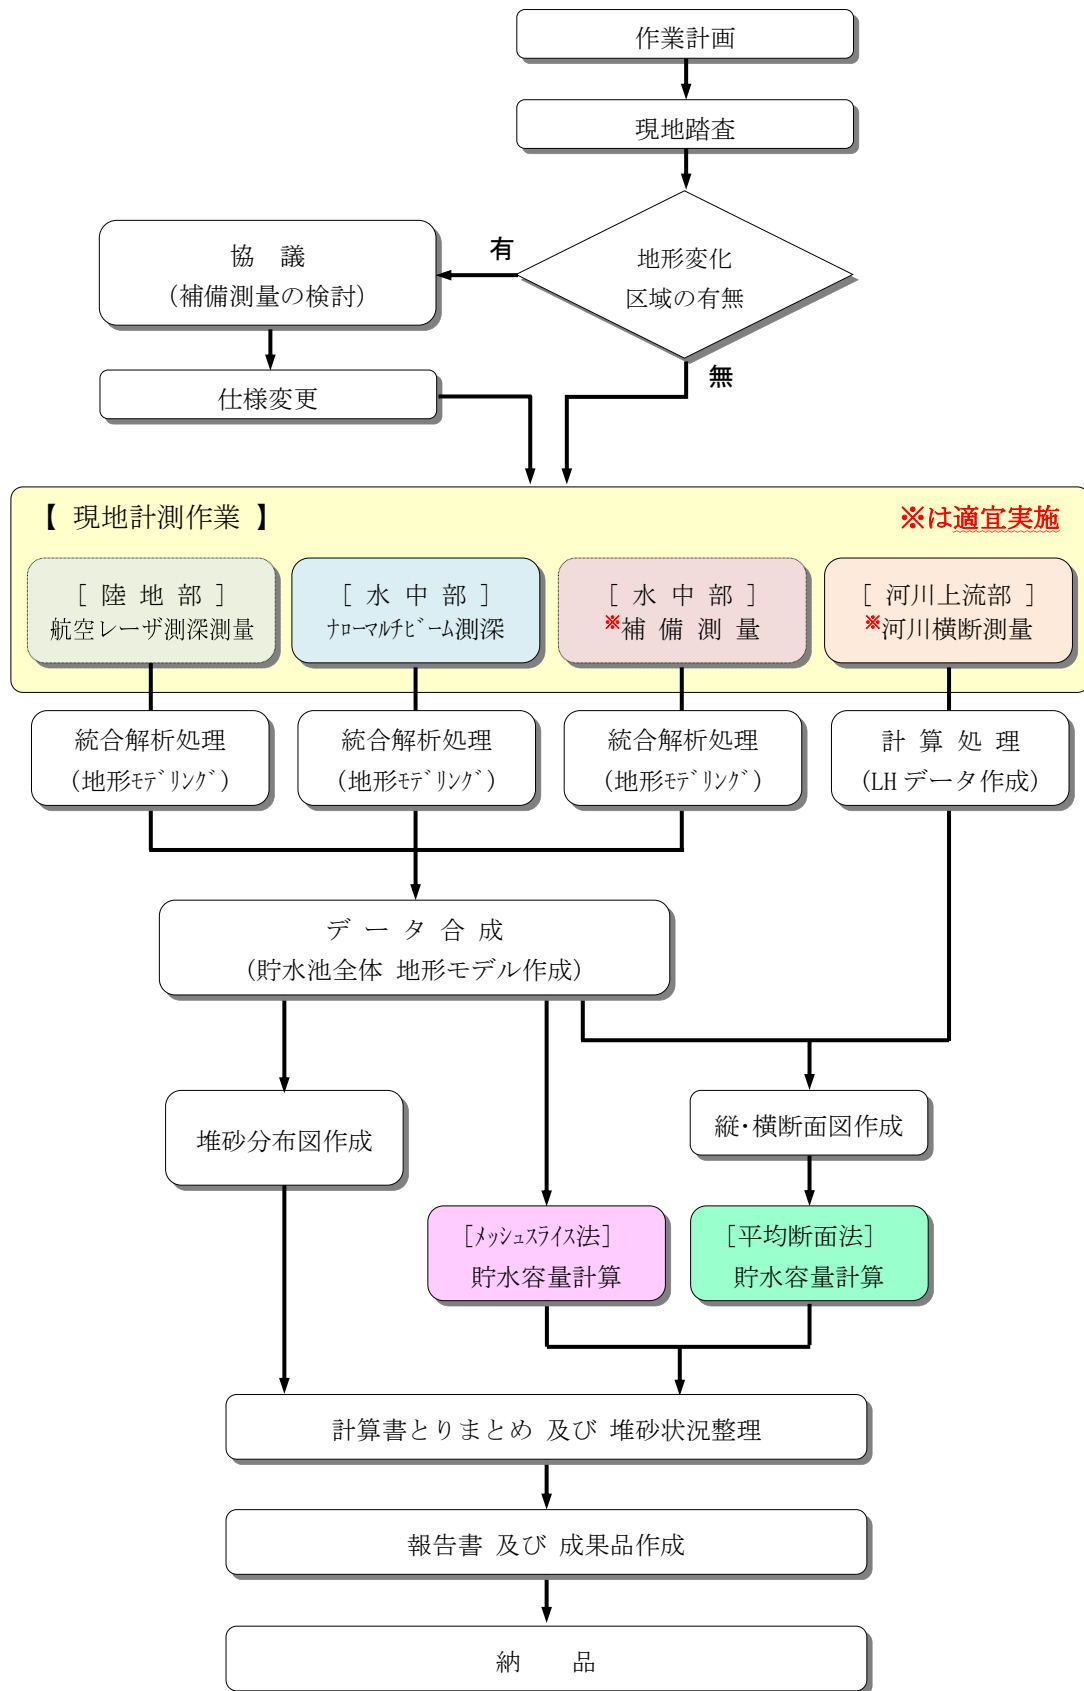 作業計画
現地踏査
地形変化
区域の有無
有
無
協　議
(補備測量の検討)
仕様変更
【 現地計測作業 】
※は適宜実施
[ 陸 地 部 ]
航空レーザ測深測量
[ 水 中 部 ]
ﾅﾛｰﾏﾙﾁﾋﾞｰﾑ測深
[ 水 中 部 ]
※補 備 測 量
[ 河川上流部 ]
※河川横断測量
統合解析処理
(地形ﾓﾃﾞﾘﾝｸﾞ)
統合解析処理
(地形ﾓﾃﾞﾘﾝｸﾞ)
統合解析処理
(地形ﾓﾃﾞﾘﾝｸﾞ)
計 算 処 理
(LHデータ作成)
デ ー タ 合 成
(貯水池全体 地形モデル作成)
堆砂分布図作成
縦・横断面図作成
[ﾒｯｼｭｽﾗｲｽ法]
貯水容量計算
[平均断面法]
貯水容量計算
計算書とりまとめ 及び 堆砂状況整理
報告書 及び 成果品作成
納　　品